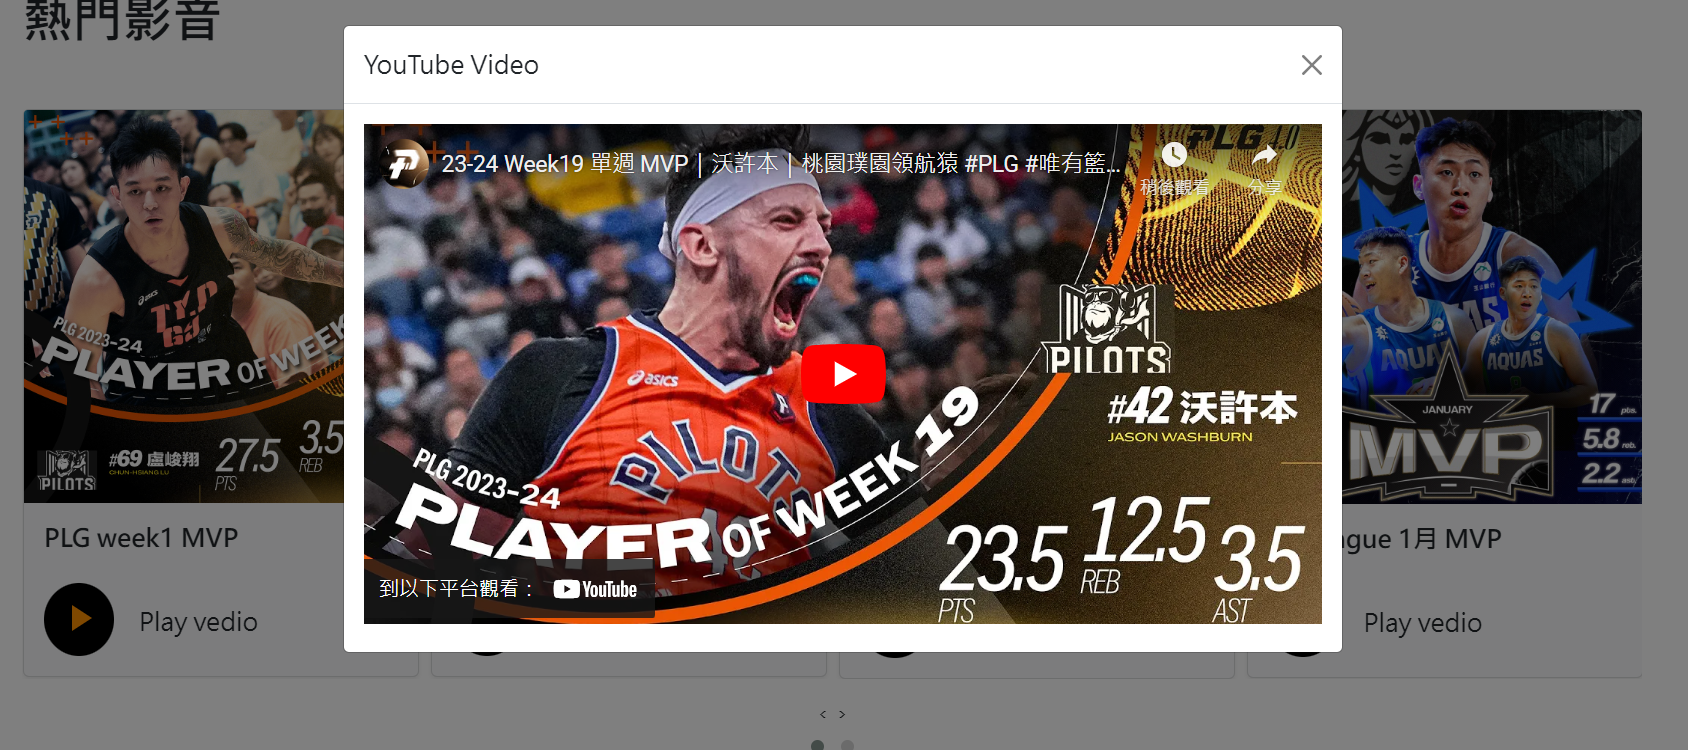 熱門影音
YouTube Video
23-24 Week19 單週 MVP｜沃許本｜桃園璞園領航猿 #PLG #唯有籃...
稍後觀看
分享
PLG 4.0
asics
PILOTS
PILOTS
#42 沃許本
JASON WASHBURN
PLG 2023-24
PLAYER OF WEEK 19
23.5
PTS
12.5
REB
3.5
AST
到以下平台觀看：
YouTube
asics
PLG 2023-24
PLAYER OF WEEK
PILOTS
#69 盧峻翔
CHUN-HSIANG LU
27.5
PTS
3.5
REB
PLG week1 MVP
Play vedio
AQUAS
AQUAS
JANUARY
MVP
17 pts.
5.8 reb.
2.2 ast.
gue 1月 MVP
Play vedio
< >